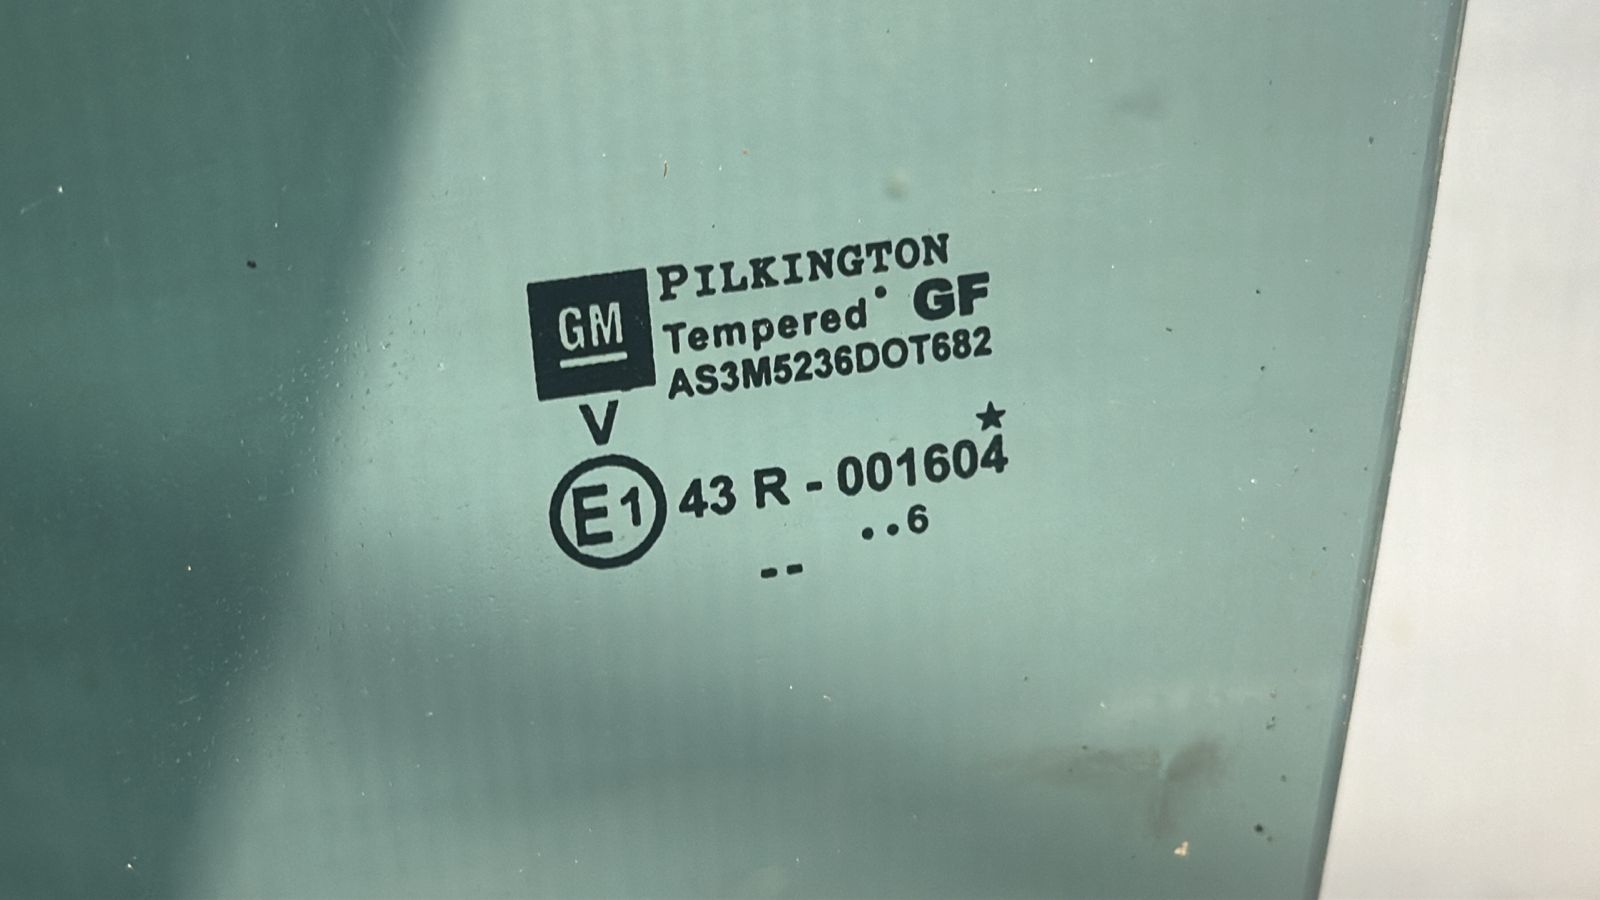 GM
PILKINGTON
Tempered GF
AS3M5236DOT682
V
E1 43 R - 001604
..6
--